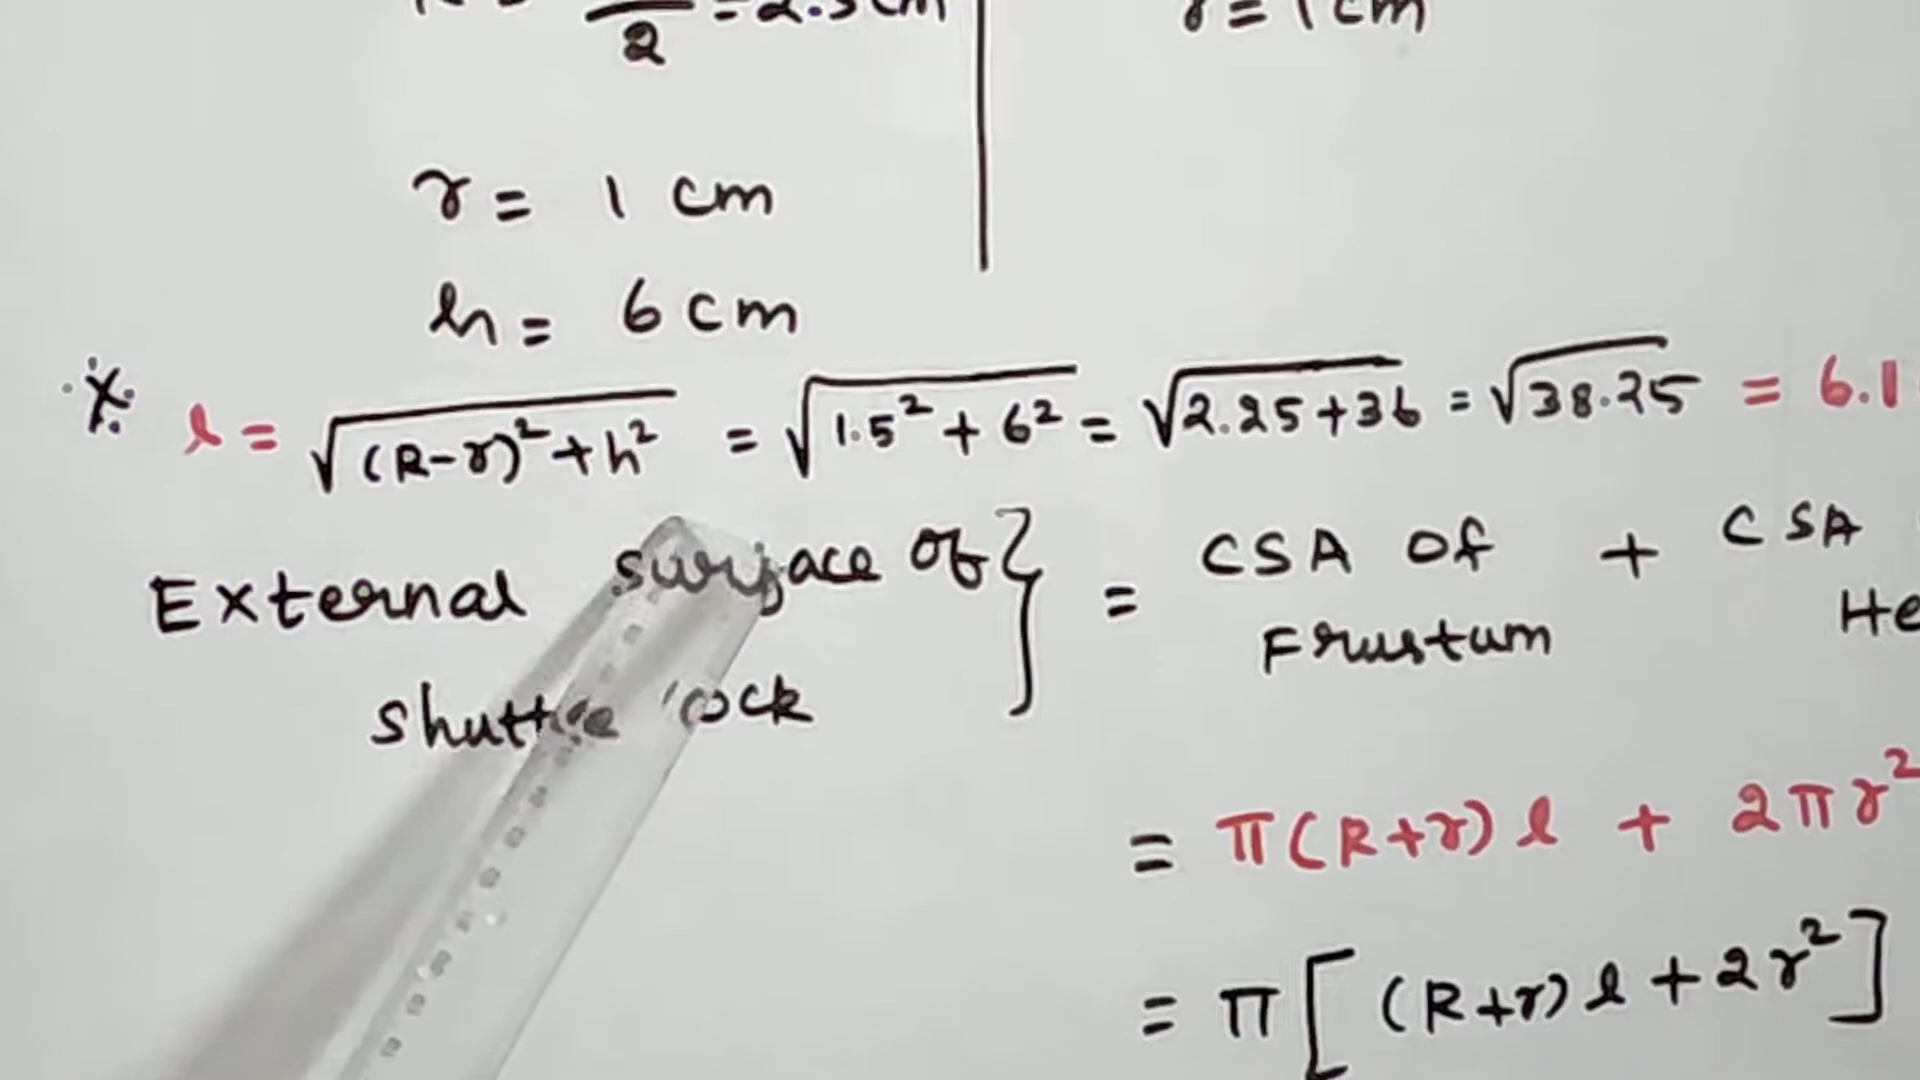 2 = 2.5 cm
r = 1 cm
r = 1 cm
h = 6 cm
※ l = √(R-r)²+h² = √1.5²+6² = √2.25+36 = √38.25 = 6.1
External surface of } = CSA of + CSA
Frustum He
shuttle cock
= π(R+r) l + 2πr²
= π[(R+r) l + 2r²]